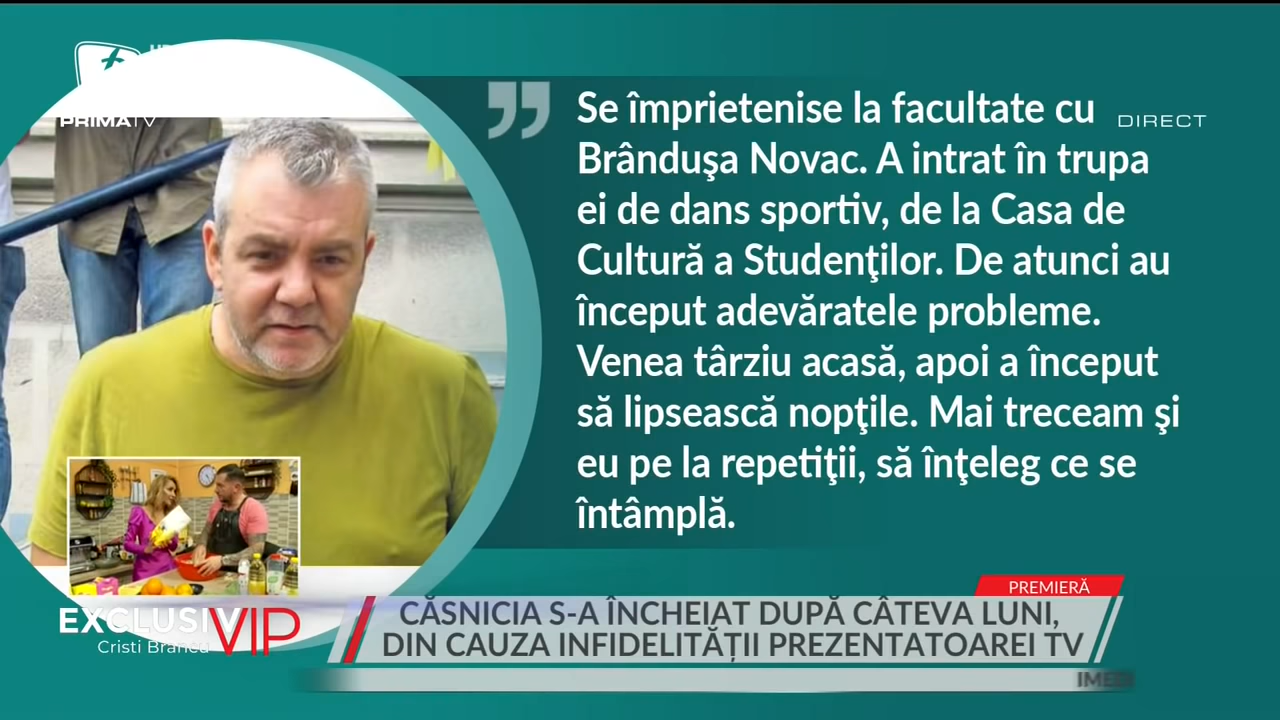 PRIMATV
DIRECT
Se împrietenise la facultate cu
Brânduşa Novac. A intrat în trupa
ei de dans sportiv, de la Casa de
Cultură a Studenţilor. De atunci au
început adevăratele probleme.
Venea târziu acasă, apoi a început
să lipsească nopţile. Mai treceam şi
eu pe la repetiţii, să înţeleg ce se
întâmplă.
PREMIERĂ
EXCLUSIV VIP
Cristi Brancu
CĂSNICIA S-A ÎNCHEIAT DUPĂ CÂTEVA LUNI,
DIN CAUZA INFIDELITĂȚII PREZENTATOAREI TV